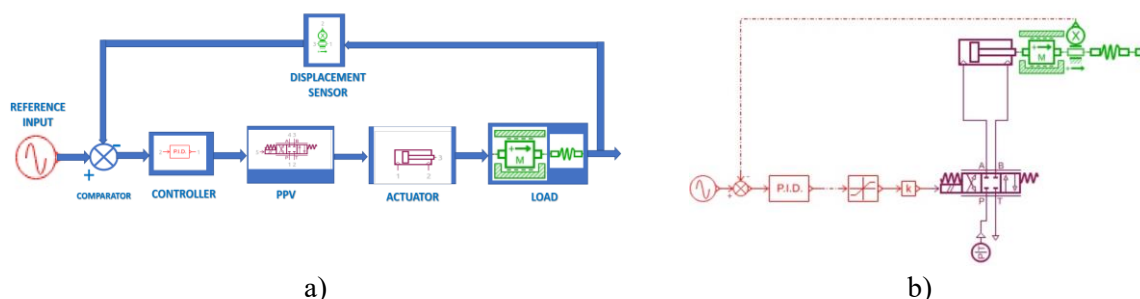 DISPLACEMENT
SENSOR
REFERENCE
INPUT
P.I.D.
M
+
COMPARATOR
CONTROLLER
PPV
ACTUATOR
LOAD
a)
X
M
A B
P.I.D.
k
P T
b)